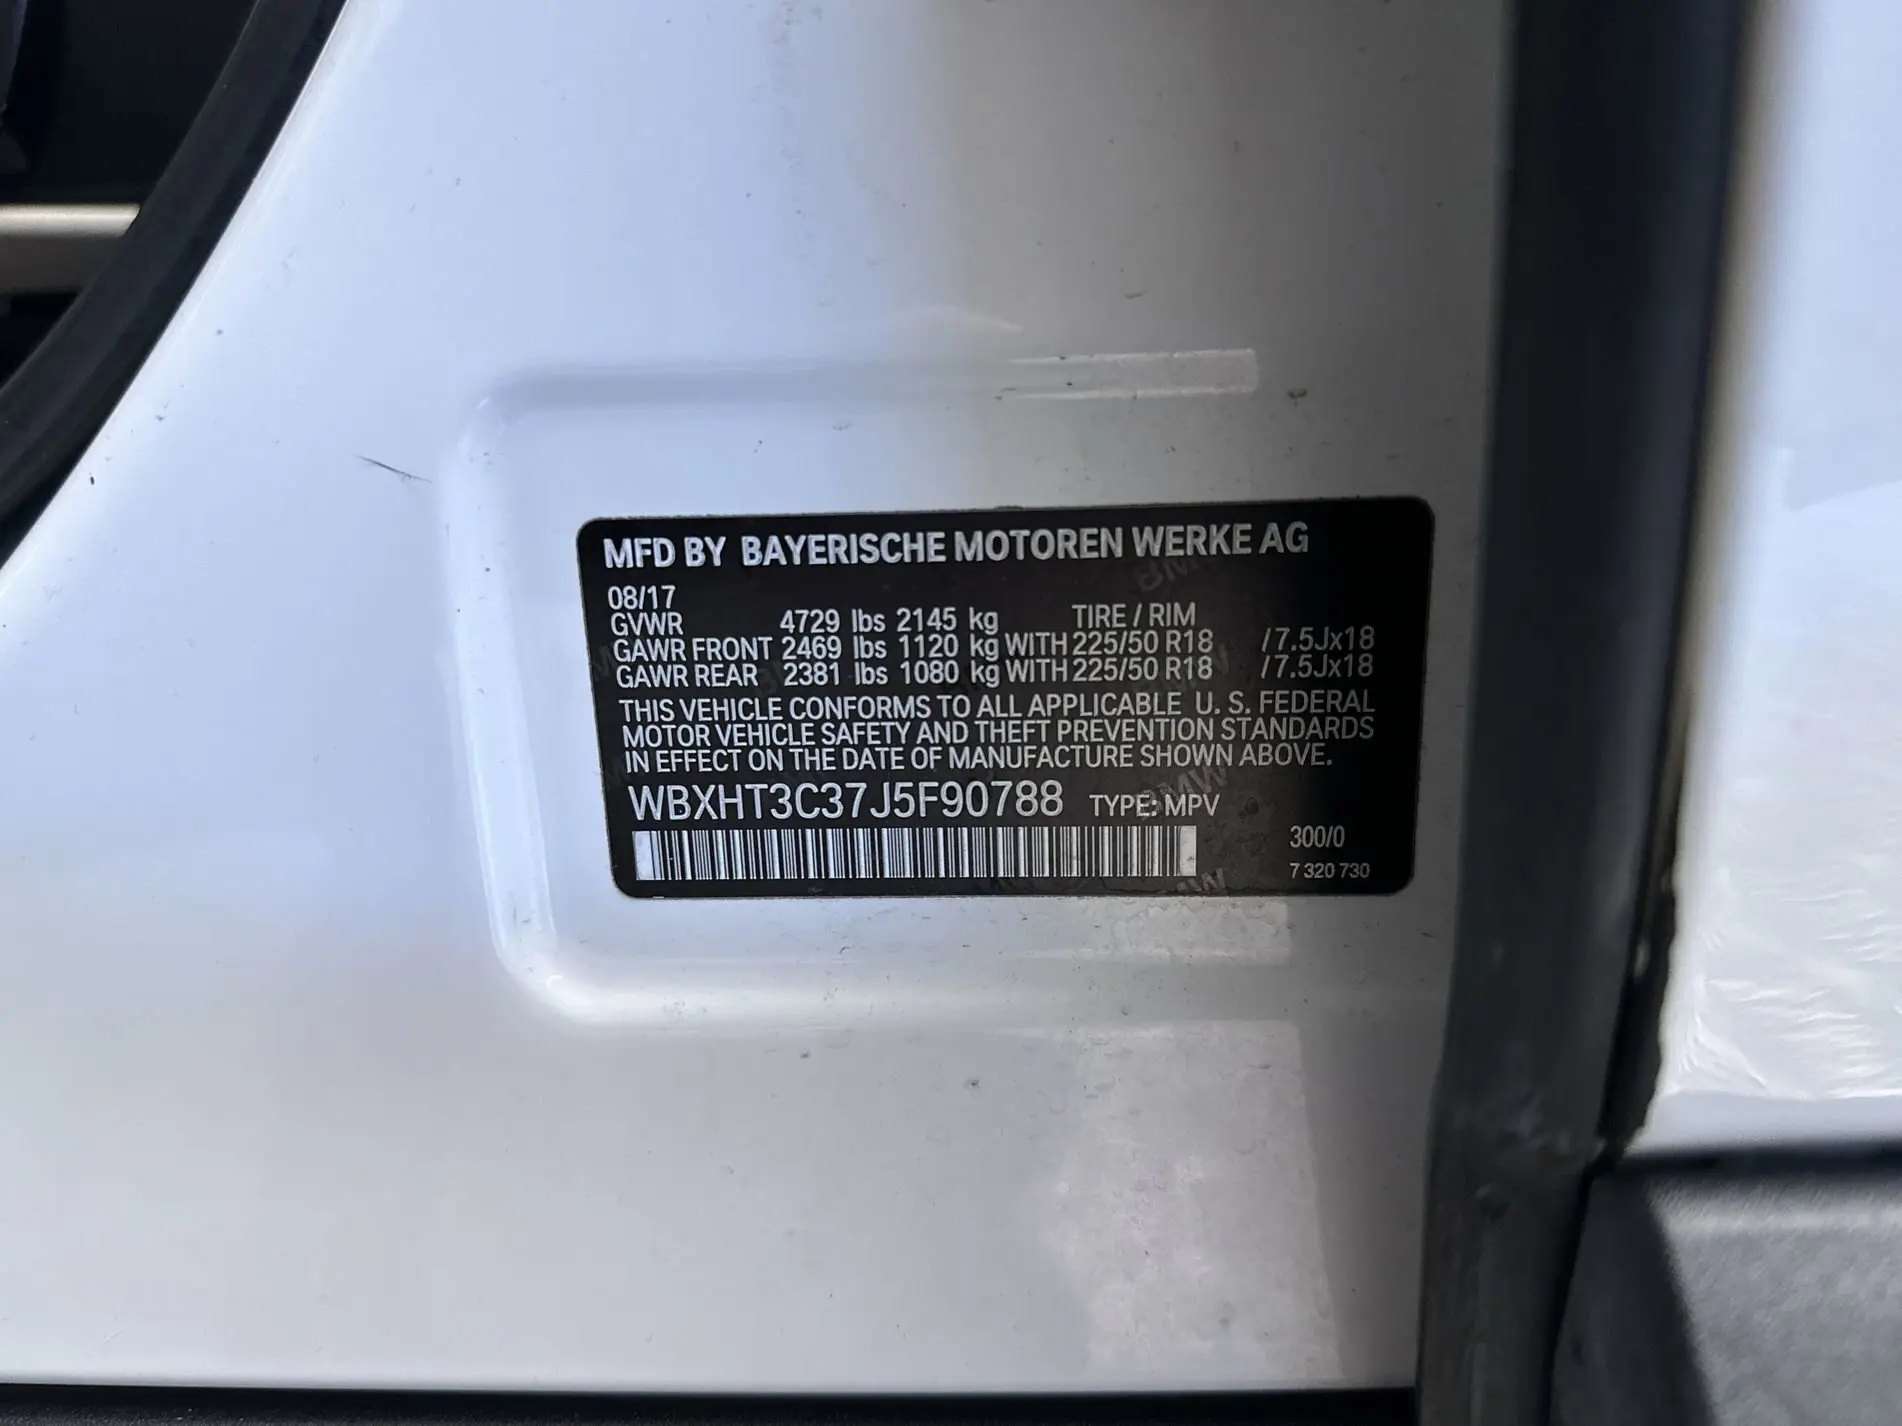 MFD BY BAYERISCHE MOTOREN WERKE AG
08/17
GVWR 4729 lbs 2145 kg TIRE / RIM
GAWR FRONT 2469 lbs 1120 kg WITH 225/50 R18 /7.5Jx18
GAWR REAR 2381 lbs 1080 kg WITH 225/50 R18 /7.5Jx18
THIS VEHICLE CONFORMS TO ALL APPLICABLE U. S. FEDERAL
MOTOR VEHICLE SAFETY AND THEFT PREVENTION STANDARDS
IN EFFECT ON THE DATE OF MANUFACTURE SHOWN ABOVE.
WBXHT3C37J5F90788 TYPE: MPV
300/0
7 320 730